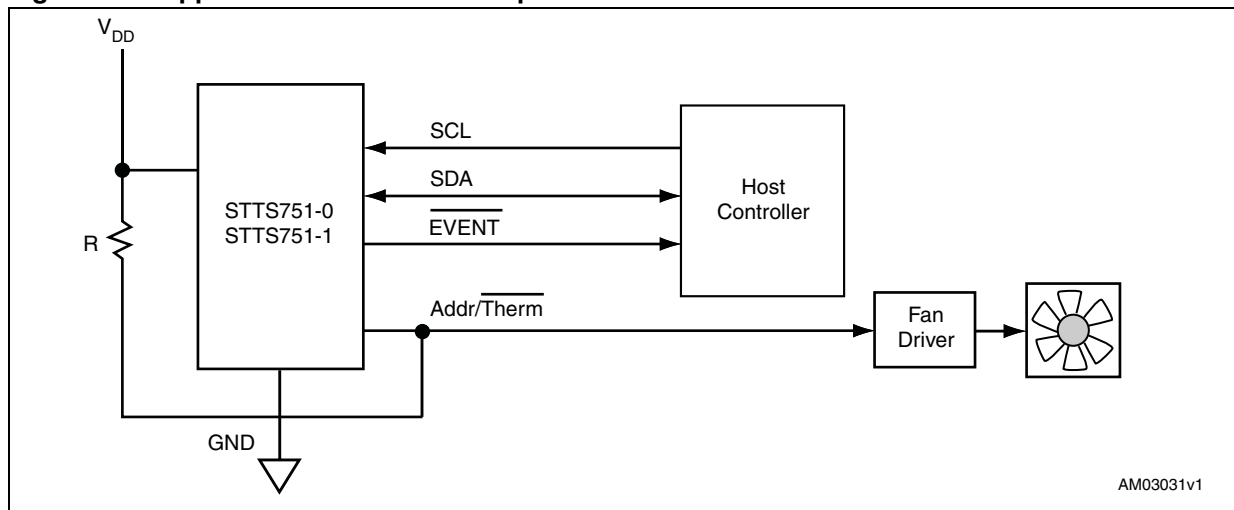 V_DD
SCL
SDA
STTS751-0
STTS751-1
Host
Controller
R
EVENT
Addr/Therm
Fan
Driver
GND
AM03031v1